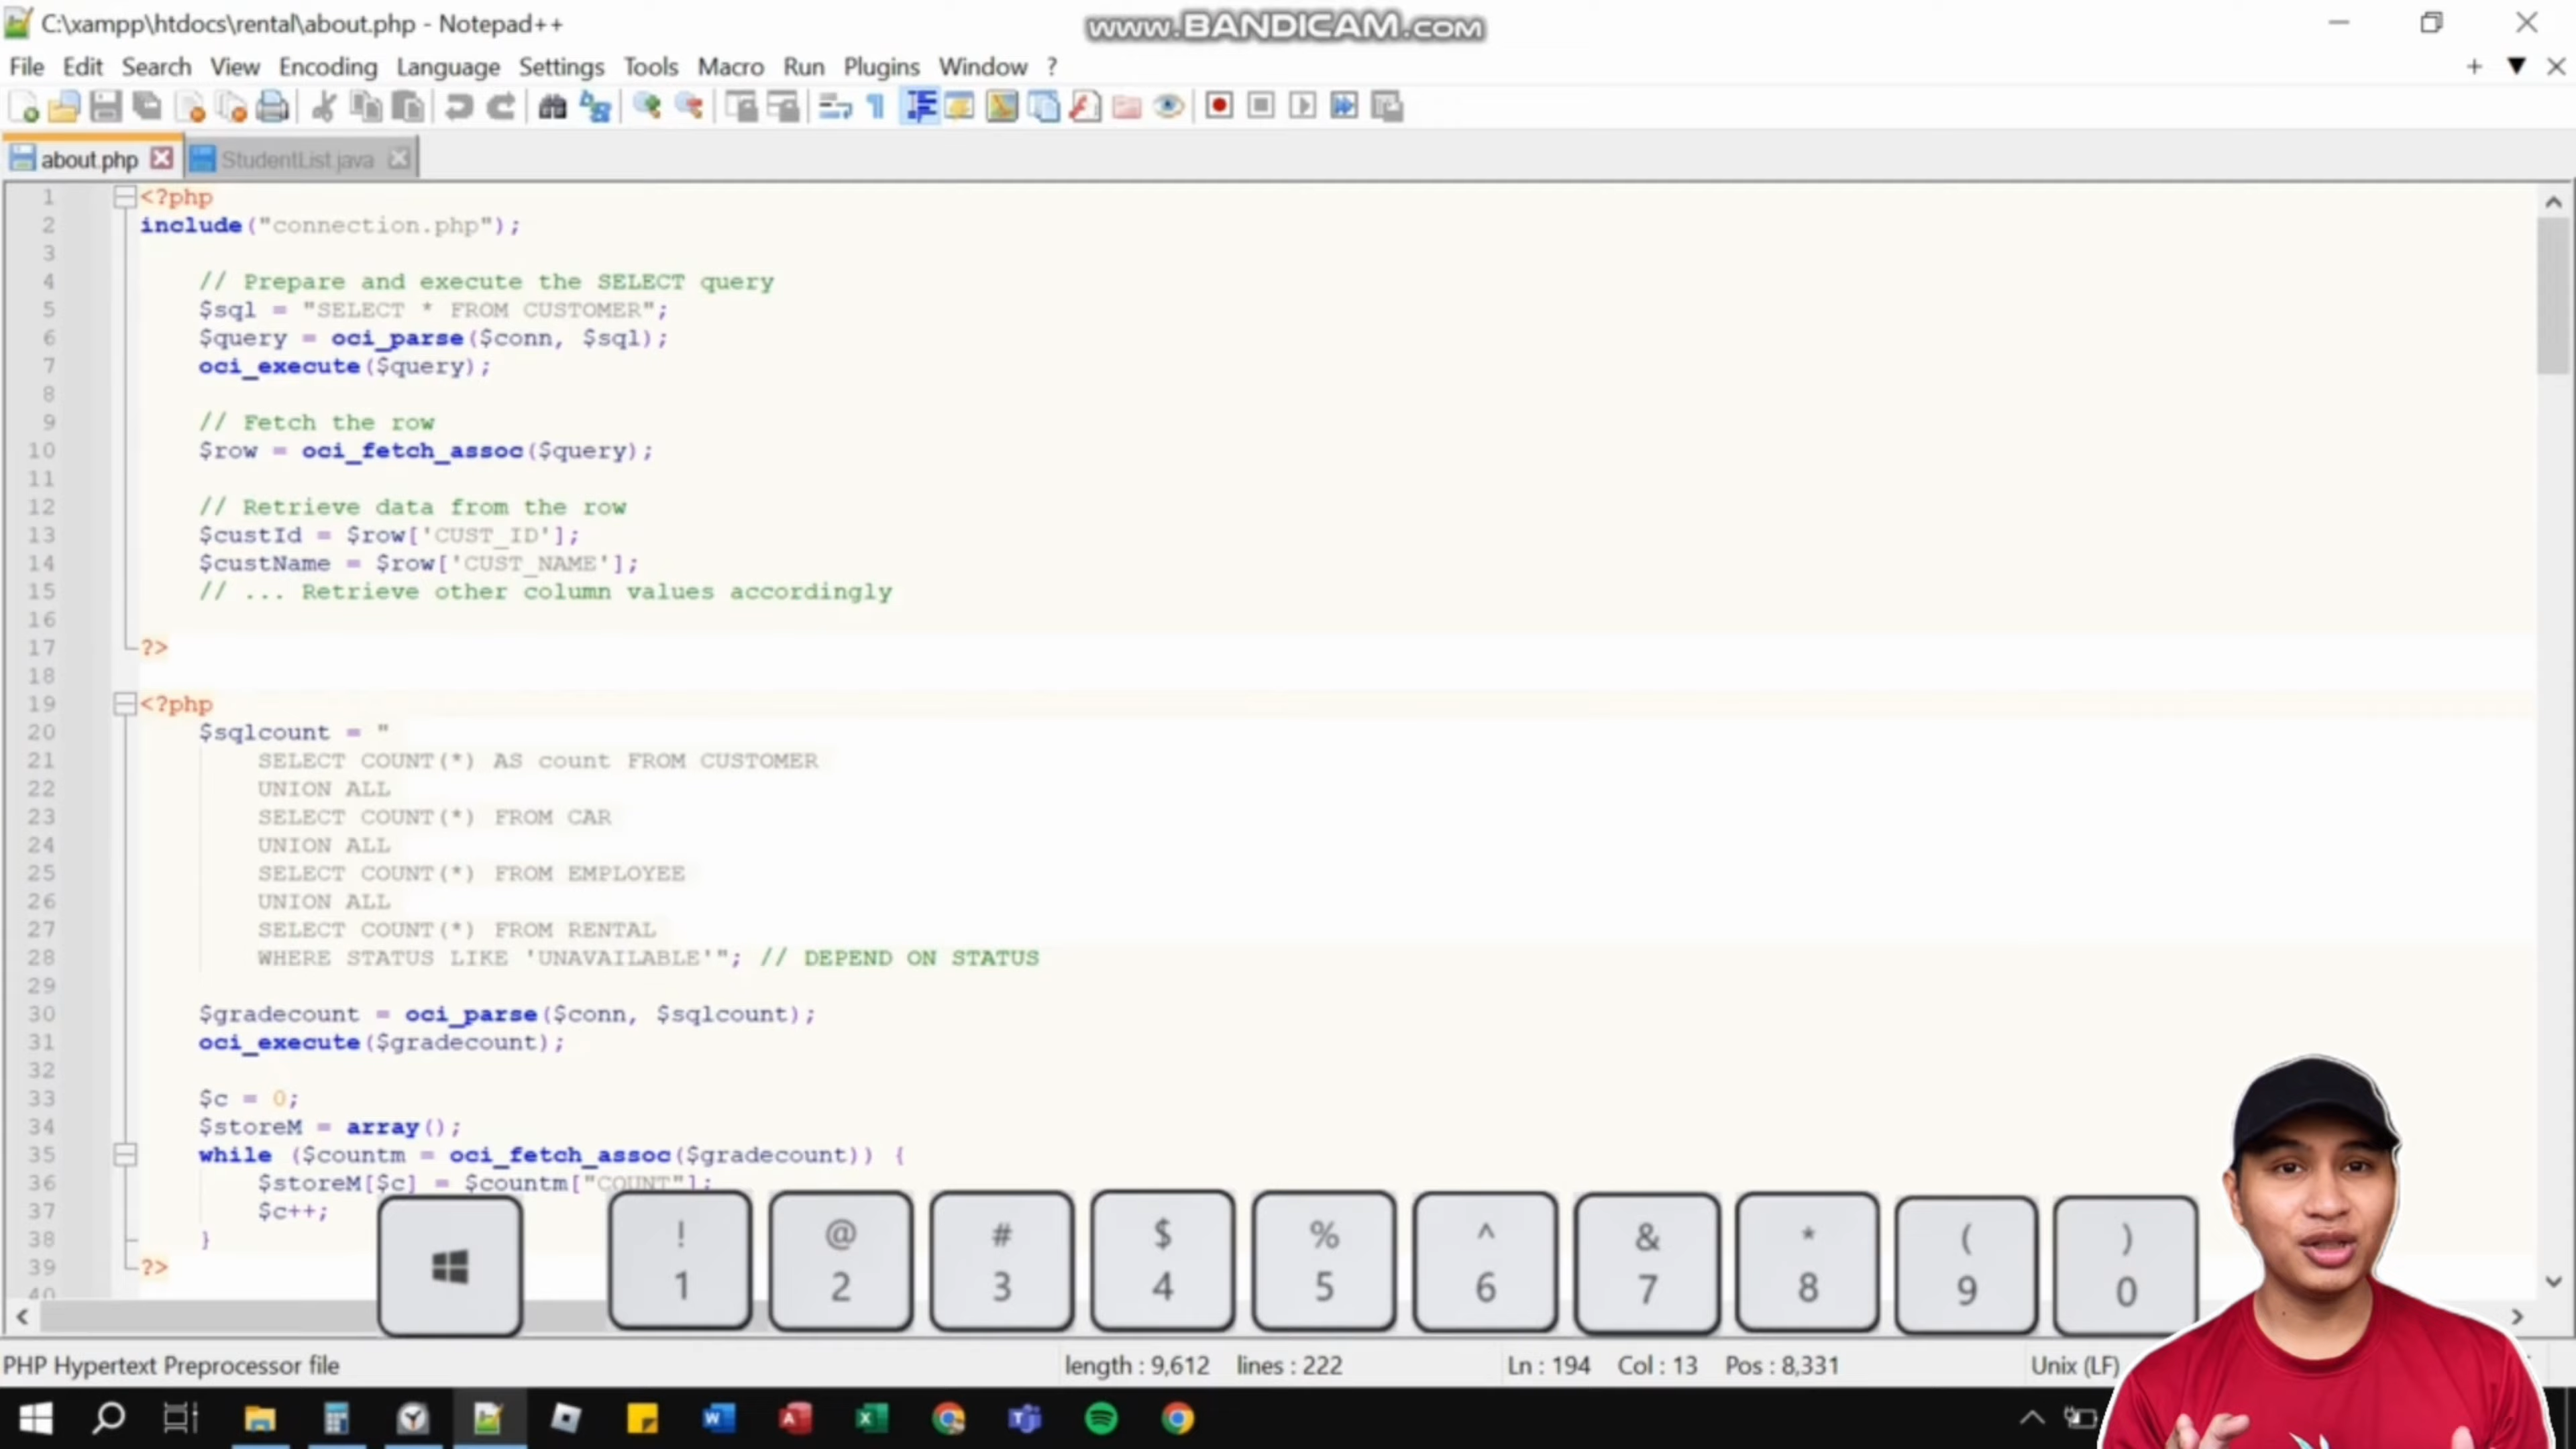 C:\xampp\htdocs\rental\about.php - Notepad++
www.BANDICAM.com
File Edit Search View Encoding Language Settings Tools Macro Run Plugins Window ?
about.php StudentList.java
1 <?php
2 include("connection.php");
3
4 // Prepare and execute the SELECT query
5 $sql = "SELECT * FROM CUSTOMER";
6 $query = oci_parse($conn, $sql);
7 oci_execute($query);
8
9 // Fetch the row
10 $row = oci_fetch_assoc($query);
11
12 // Retrieve data from the row
13 $custId = $row['CUST_ID'];
14 $custName = $row['CUST_NAME'];
15 // ... Retrieve other column values accordingly
16
17 ?>
18
19 <?php
20 $sqlcount = "
21 SELECT COUNT(*) AS count FROM CUSTOMER
22 UNION ALL
23 SELECT COUNT(*) FROM CAR
24 UNION ALL
25 SELECT COUNT(*) FROM EMPLOYEE
26 UNION ALL
27 SELECT COUNT(*) FROM RENTAL
28 WHERE STATUS LIKE 'UNAVAILABLE'"; // DEPEND ON STATUS
29
30 $gradecount = oci_parse($conn, $sqlcount);
31 oci_execute($gradecount);
32
33 $c = 0;
34 $storeM = array();
35 while ($countm = oci_fetch_assoc($gradecount)) {
36 $storeM[$c] = $countm["COUNT"];
37 $c++;
38 }
39 ?>
40
! @ # $ % ^ & * ( )
1 2 3 4 5 6 7 8 9 0
PHP Hypertext Preprocessor file length : 9,612 lines : 222 Ln : 194 Col : 13 Pos : 8,331 Unix (LF)